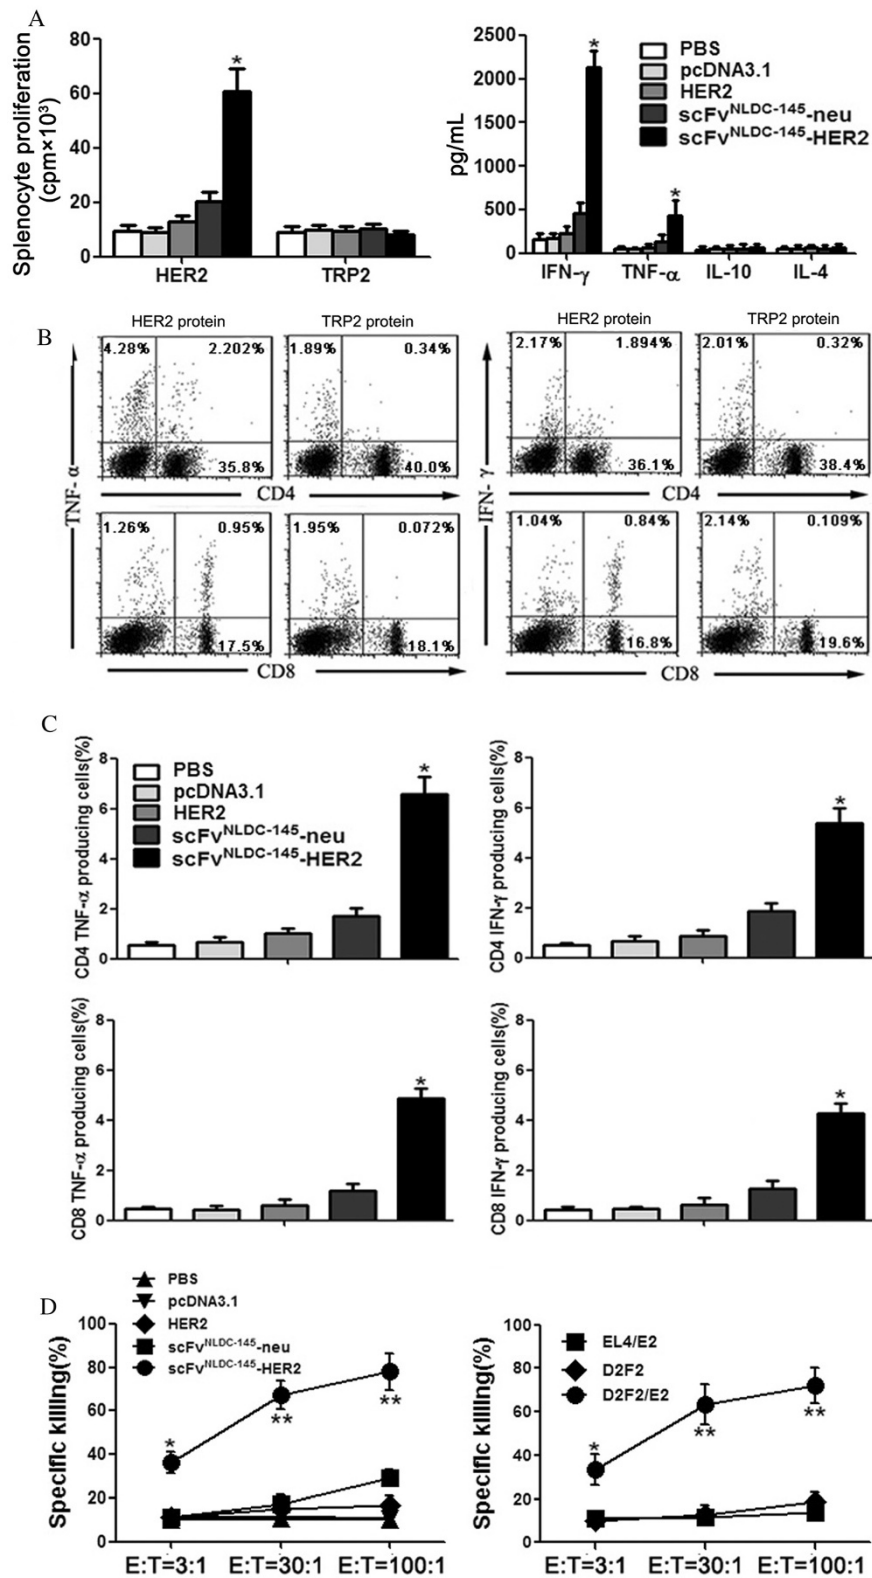 A
Splenocyte proliferation
(cpm×10³)
80
60
40
20
0
*
HER2
TRP2
pg/mL
2500
2000
1500
1000
500
0
*
*
IFN-γ
TNF-α
IL-10
IL-4
PBS
pcDNA3.1
HER2
scFvNLDC-145-neu
scFvNLDC-145-HER2
B
HER2 protein
TRP2 protein
HER2 protein
TRP2 protein
TNF-α
4.28%
2.202%
35.8%
1.89%
0.34%
40.0%
CD4
1.26%
0.95%
17.5%
1.95%
0.072%
18.1%
CD8
IFN-γ
2.17%
1.894%
36.1%
2.01%
0.32%
38.4%
CD4
1.04%
0.84%
16.8%
2.14%
0.109%
19.6%
CD8
C
CD4 TNF-α producing cells(%)
8
6
4
2
0
PBS
pcDNA3.1
HER2
scFvNLDC-145-neu
scFvNLDC-145-HER2
*
CD4 IFN-γ producing cells(%)
8
6
4
2
0
*
CD8 TNF-α producing cells(%)
8
6
4
2
0
*
CD8 IFN-γ producing cells(%)
8
6
4
2
0
*
D
PBS
pcDNA3.1
HER2
scFvNLDC-145-neu
scFvNLDC-145-HER2
Specific killing(%)
100
80
60
40
20
0
*
**
**
E:T=3:1
E:T=30:1
E:T=100:1
Specific killing(%)
100
80
60
40
20
0
EL4/E2
D2F2
D2F2/E2
*
**
**
E:T=3:1
E:T=30:1
E:T=100:1